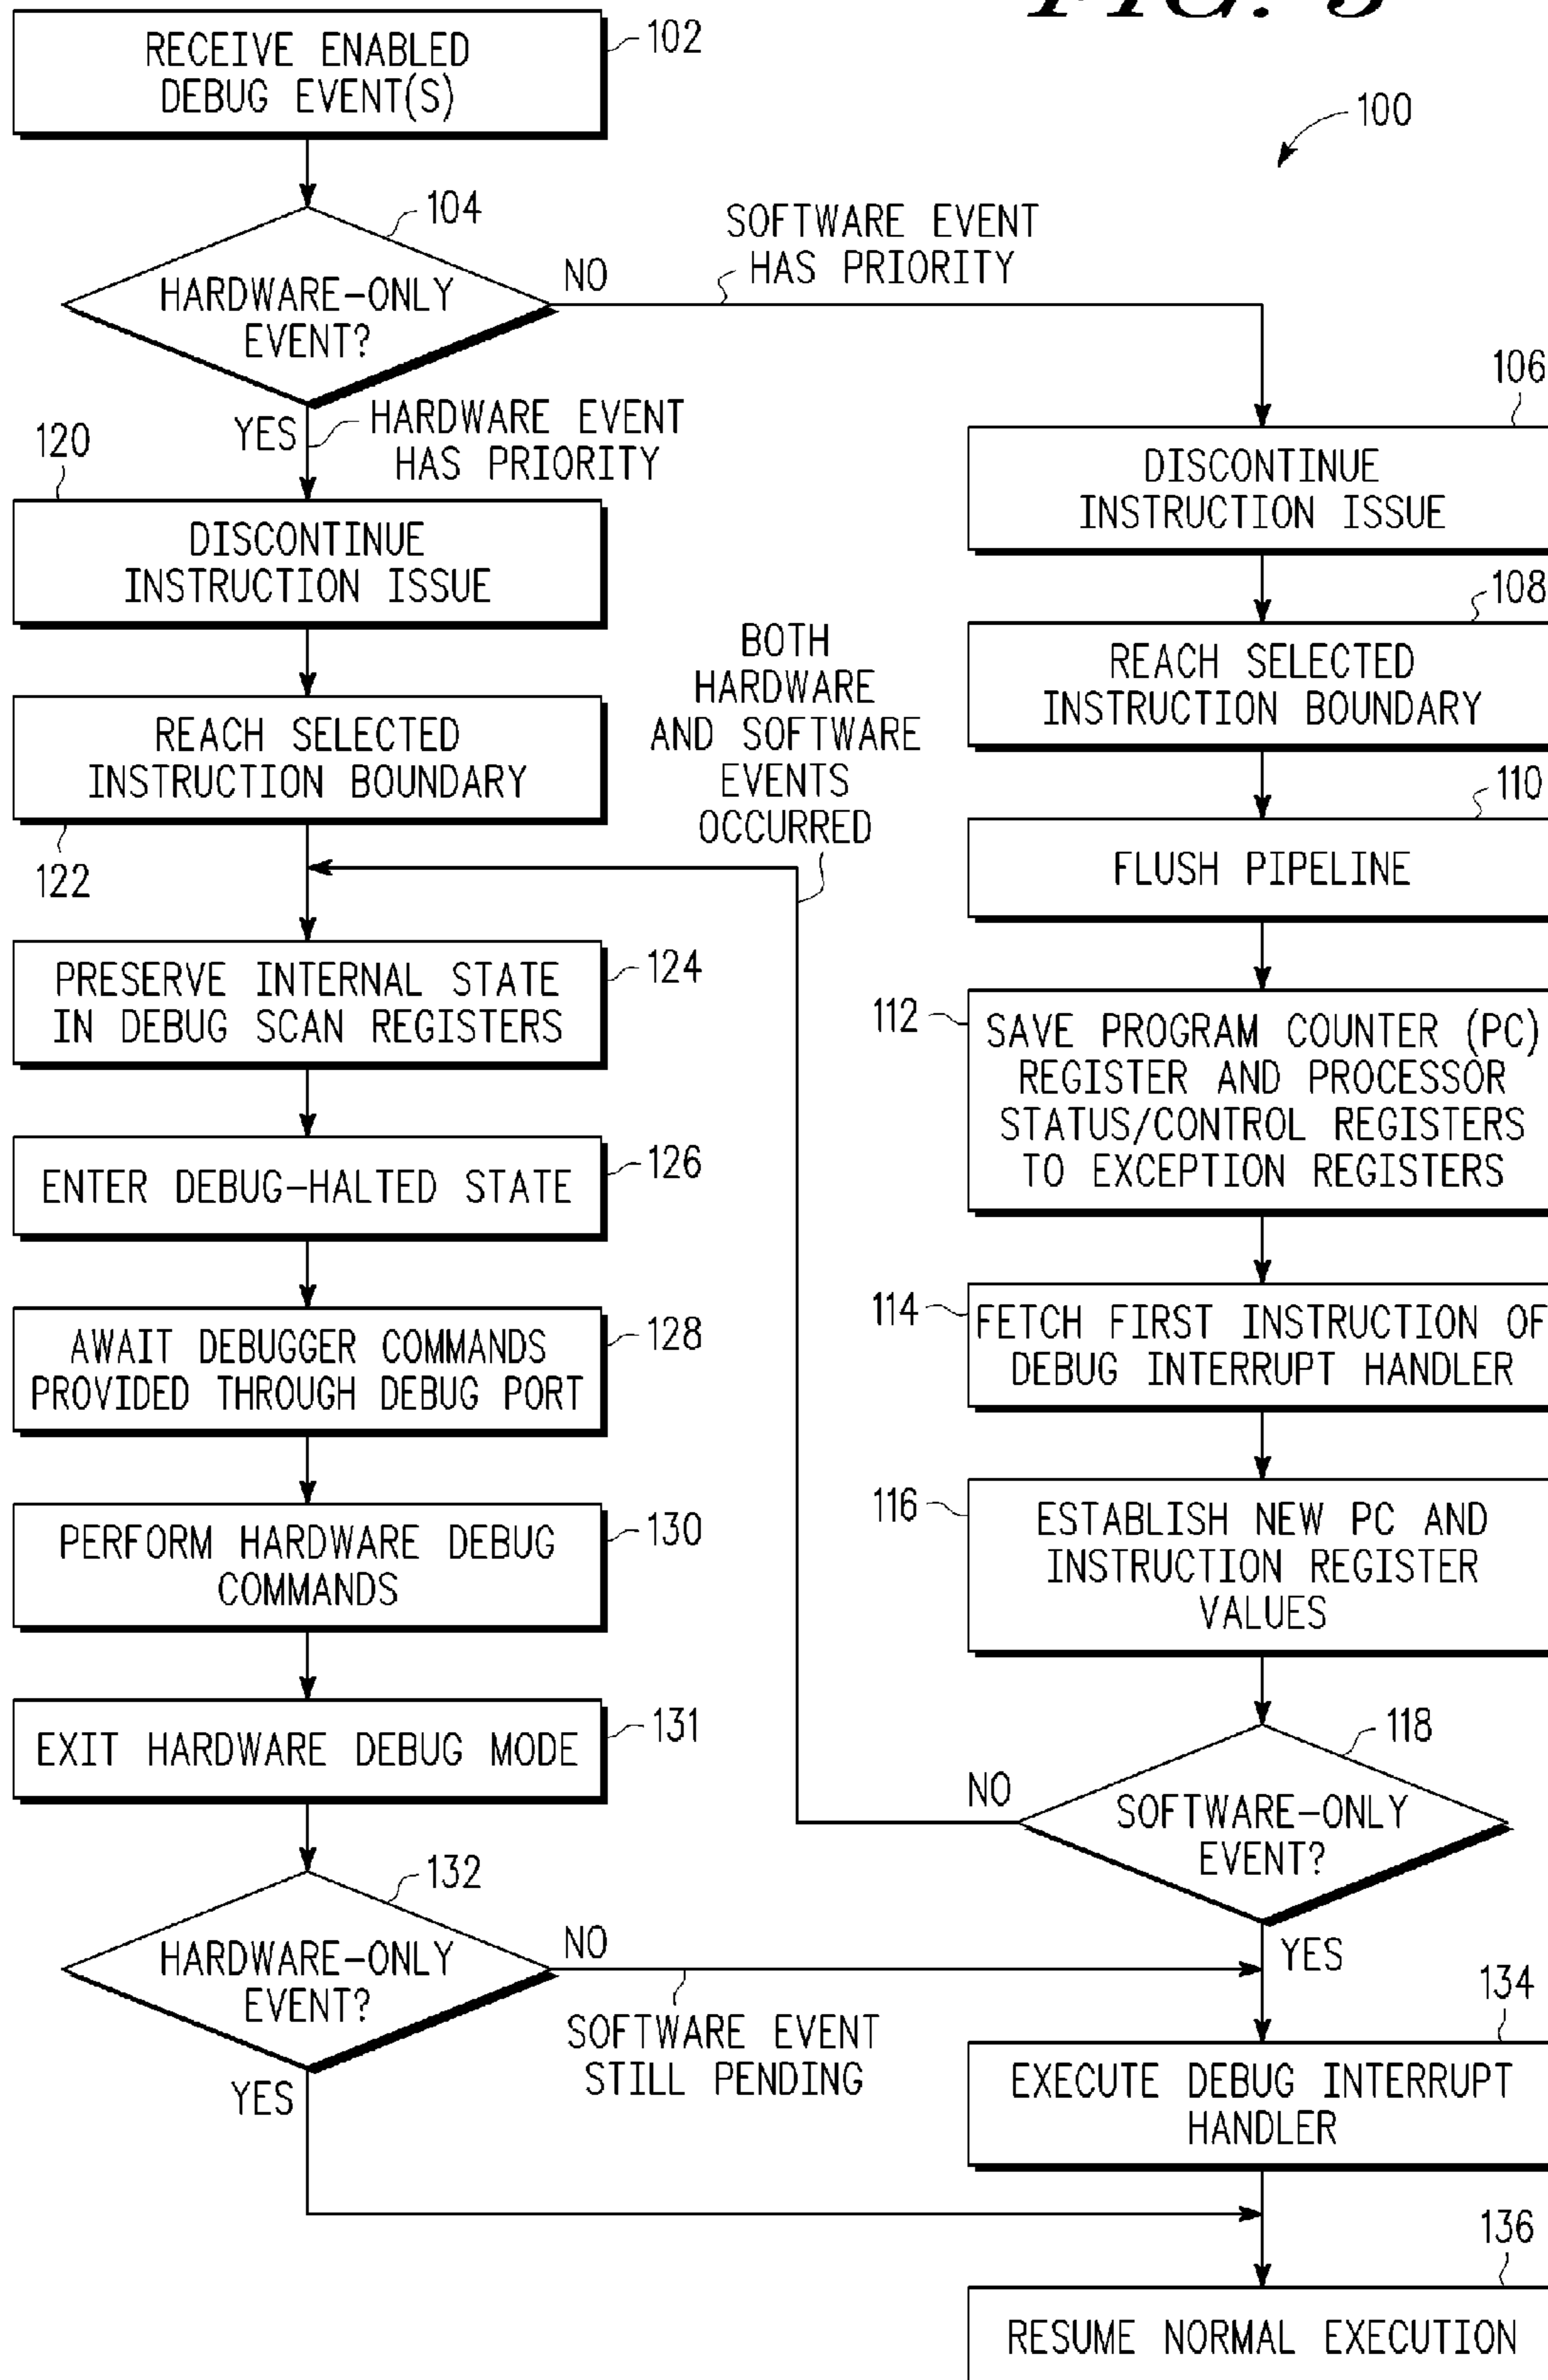 FIG. 3
RECEIVE ENABLED
DEBUG EVENT(S)
102
100
104
HARDWARE-ONLY
EVENT?
NO
SOFTWARE EVENT
HAS PRIORITY
YES
HARDWARE EVENT
HAS PRIORITY
106
DISCONTINUE
INSTRUCTION ISSUE
120
DISCONTINUE
INSTRUCTION ISSUE
108
REACH SELECTED
INSTRUCTION BOUNDARY
BOTH
HARDWARE
AND SOFTWARE
EVENTS
OCCURRED
REACH SELECTED
INSTRUCTION BOUNDARY
122
110
FLUSH PIPELINE
PRESERVE INTERNAL STATE
IN DEBUG SCAN REGISTERS
124
112
SAVE PROGRAM COUNTER (PC)
REGISTER AND PROCESSOR
STATUS/CONTROL REGISTERS
TO EXCEPTION REGISTERS
ENTER DEBUG-HALTED STATE
126
114
FETCH FIRST INSTRUCTION OF
DEBUG INTERRUPT HANDLER
AWAIT DEBUGGER COMMANDS
PROVIDED THROUGH DEBUG PORT
128
116
ESTABLISH NEW PC AND
INSTRUCTION REGISTER
VALUES
PERFORM HARDWARE DEBUG
COMMANDS
130
EXIT HARDWARE DEBUG MODE
131
118
SOFTWARE-ONLY
EVENT?
NO
YES
132
HARDWARE-ONLY
EVENT?
NO
SOFTWARE EVENT
STILL PENDING
YES
134
EXECUTE DEBUG INTERRUPT
HANDLER
136
RESUME NORMAL EXECUTION